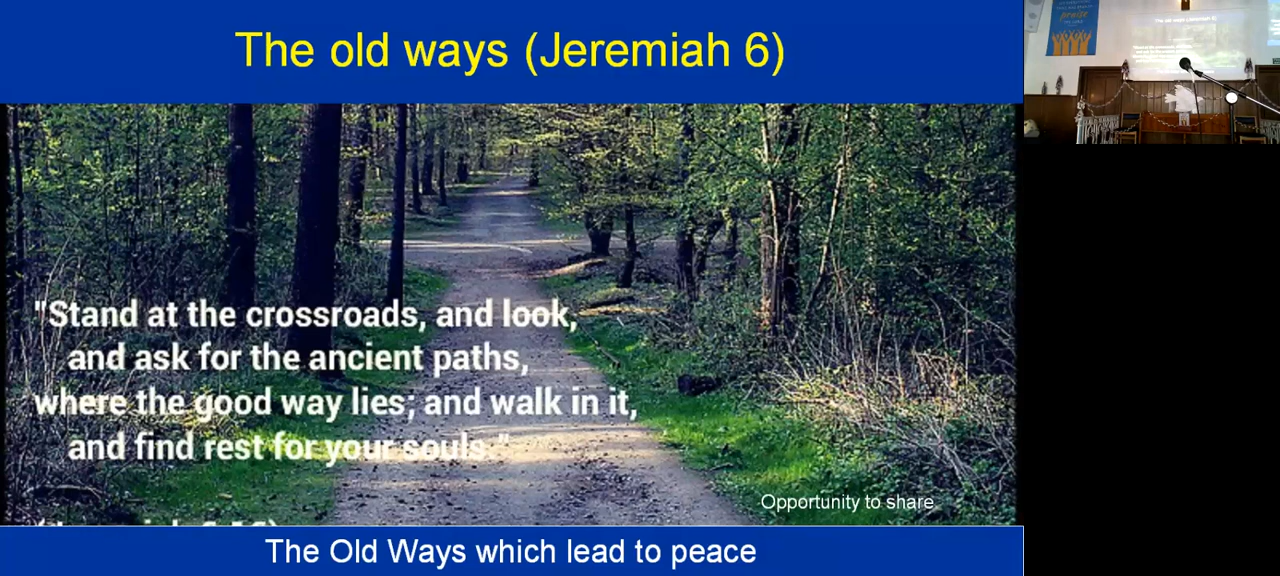 The old ways (Jeremiah 6)
"Stand at the crossroads, and look,
and ask for the ancient paths,
where the good way lies; and walk in it,
and find rest for your souls."
Opportunity to share
The Old Ways which lead to peace
praise